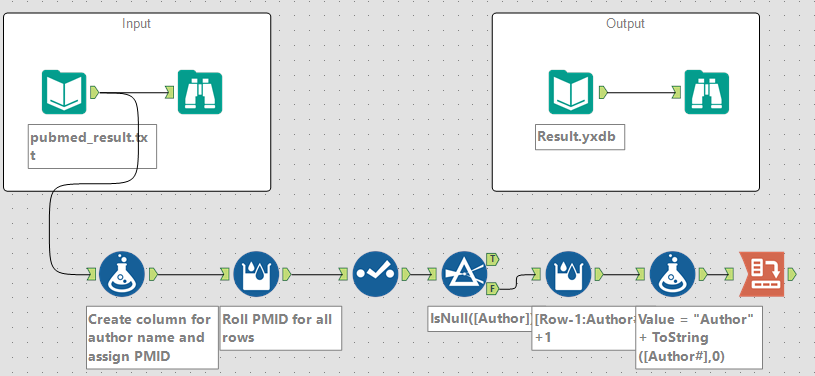 Input
Output
pubmed_result.tx
t
Result.yxdb
T
F
Create column for
author name and
assign PMID
Roll PMID for all
rows
IsNull([Author]
[Row-1:Author#
+1
Value = "Author"
+ ToString
([Author#],0)